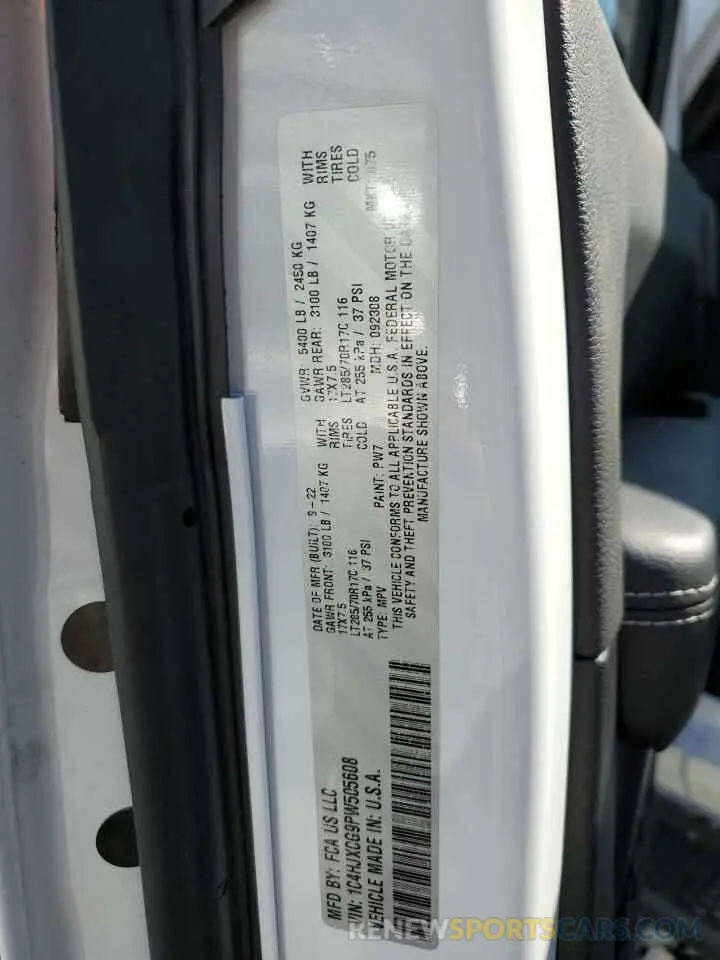 MFD BY: FCA US LLC
VIN: 1C4HJXCG9PW505608
VEHICLE MADE IN: U.S.A.
DATE OF MFR (BUILT): 9-22
GVWR: 5400 LB / 2450 KG
GAWR FRONT: 3100 LB / 1407 KG WITH
GAWR REAR: 3100 LB / 1407 KG WITH
17X7.5 RIMS
17X7.5 RIMS
LT285/70R17C 116 TIRES
LT285/70R17C 116 TIRES
AT 255 kPa / 37 PSI COLD
AT 255 kPa / 37 PSI COLD
TYPE: MPV PAINT: PW7 MDH: 092308
THIS VEHICLE CONFORMS TO ALL APPLICABLE U.S.A. FEDERAL MOTOR
SAFETY AND THEFT PREVENTION STANDARDS IN EFFECT ON THE
MANUFACTURE SHOWN ABOVE.
RENEWSPORTSCARS.COM